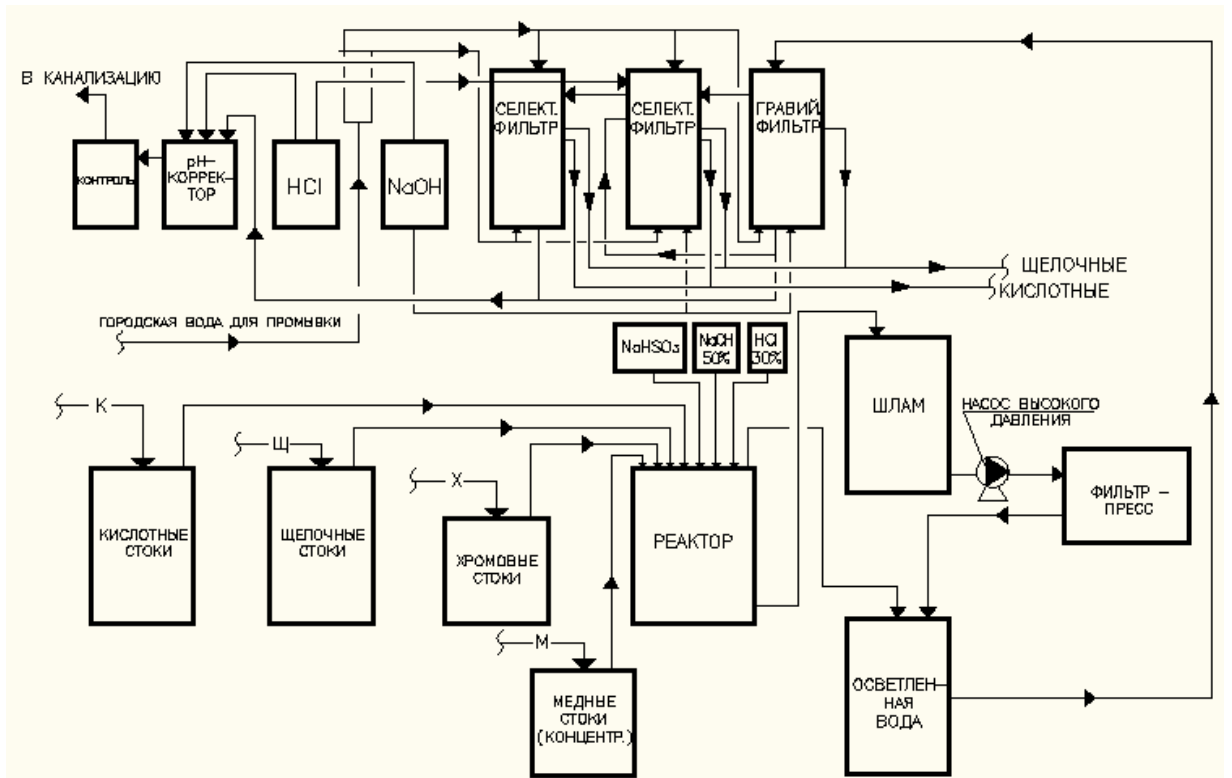 В КАНАЛИЗАЦИЮ
КОНТРОЛЬ
pH-
КОРРЕК-
ТОР
HCl
NaOH
СЕЛЕКТ.
ФИЛЬТР
СЕЛЕКТ.
ФИЛЬТР
ГРАВИЙ.
ФИЛЬТР
ЩЕЛОЧНЫЕ
КИСЛОТНЫЕ
ГОРОДСКАЯ ВОДА ДЛЯ ПРОМЫВКИ
NaHSO₃
NaOH
50%
HCl
30%
ШЛАМ
НАСОС ВЫСОКОГО
ДАВЛЕНИЯ
ФИЛЬТР -
ПРЕСС
К
Щ
Х
М
КИСЛОТНЫЕ
СТОКИ
ЩЕЛОЧНЫЕ
СТОКИ
ХРОМОВЫЕ
СТОКИ
РЕАКТОР
МЕДНЫЕ
СТОКИ
(КОНЦЕНТР.)
ОСВЕТЛЕН-
НАЯ
ВОДА